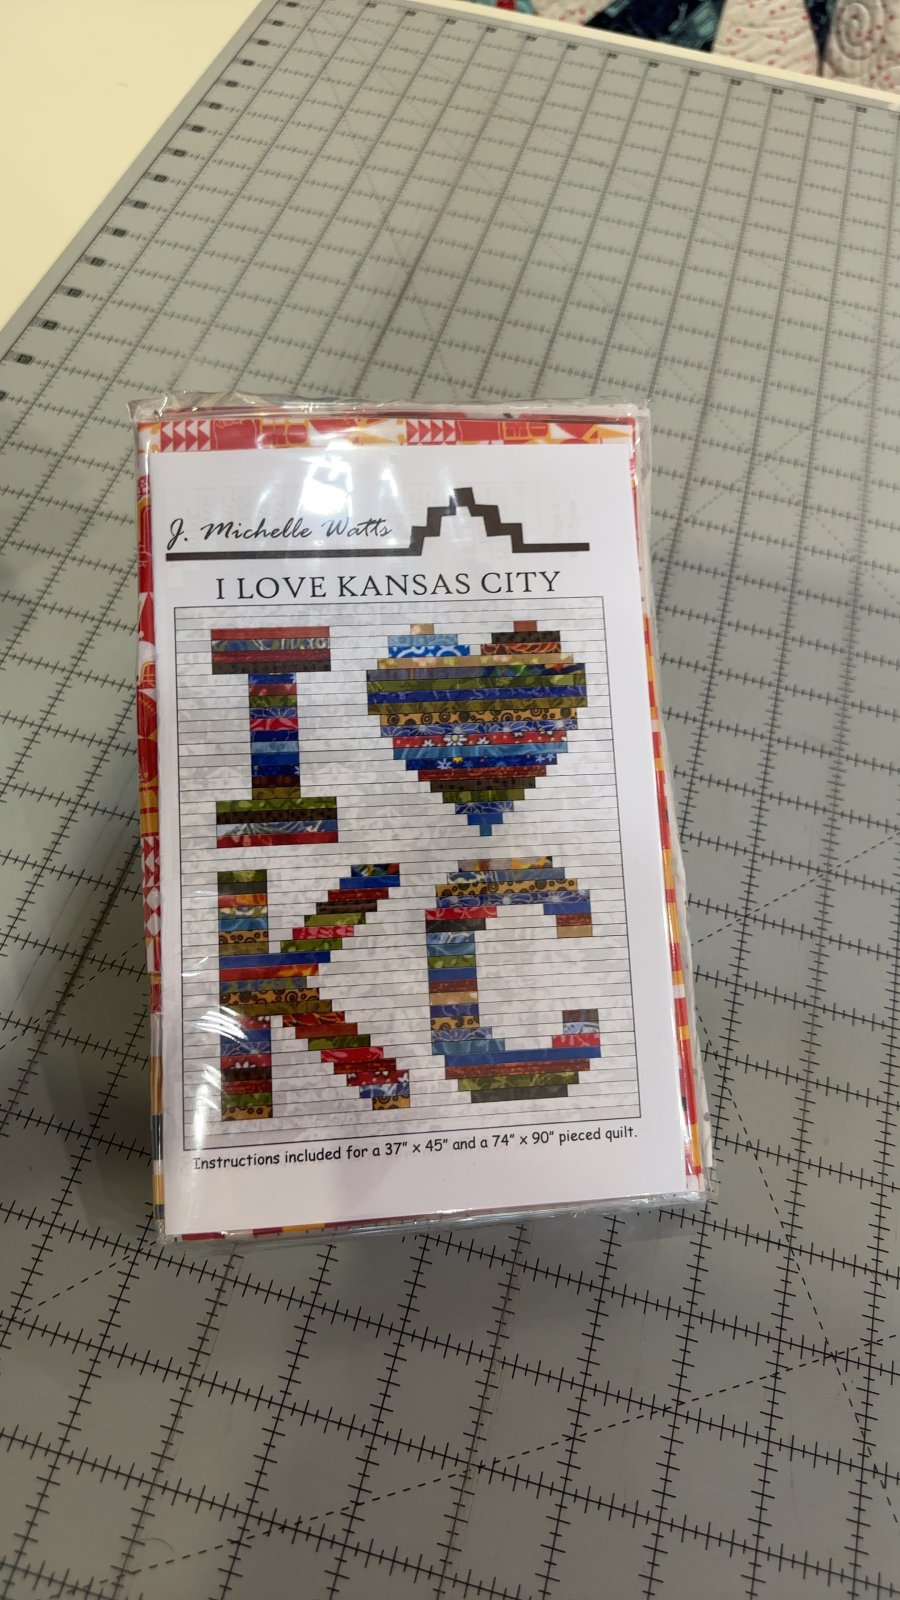 J. Michelle Watts
I LOVE KANSAS CITY
I
K C
Instructions included for a 37" x 45" and a 74" x 90" pieced quilt.